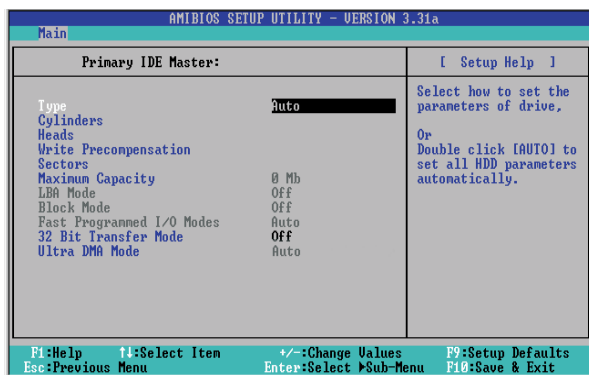 AMIBIOS SETUP UTILITY - VERSION 3.31a
Main
Primary IDE Master:
[ Setup Help ]
Type Auto
Cylinders
Heads
Write Precompensation
Sectors
Maximum Capacity 0 Mb
LBA Mode Off
Block Mode Off
Fast Programmed I/O Modes Auto
32 Bit Transfer Mode Off
Ultra DMA Mode Auto
Select how to set the
parameters of drive,
Or
Double click [AUTO] to
set all HDD parameters
automatically.
F1:Help ↑↓:Select Item +/-:Change Values F9:Setup Defaults
Esc:Previous Menu Enter:Select ▶Sub-Menu F10:Save & Exit